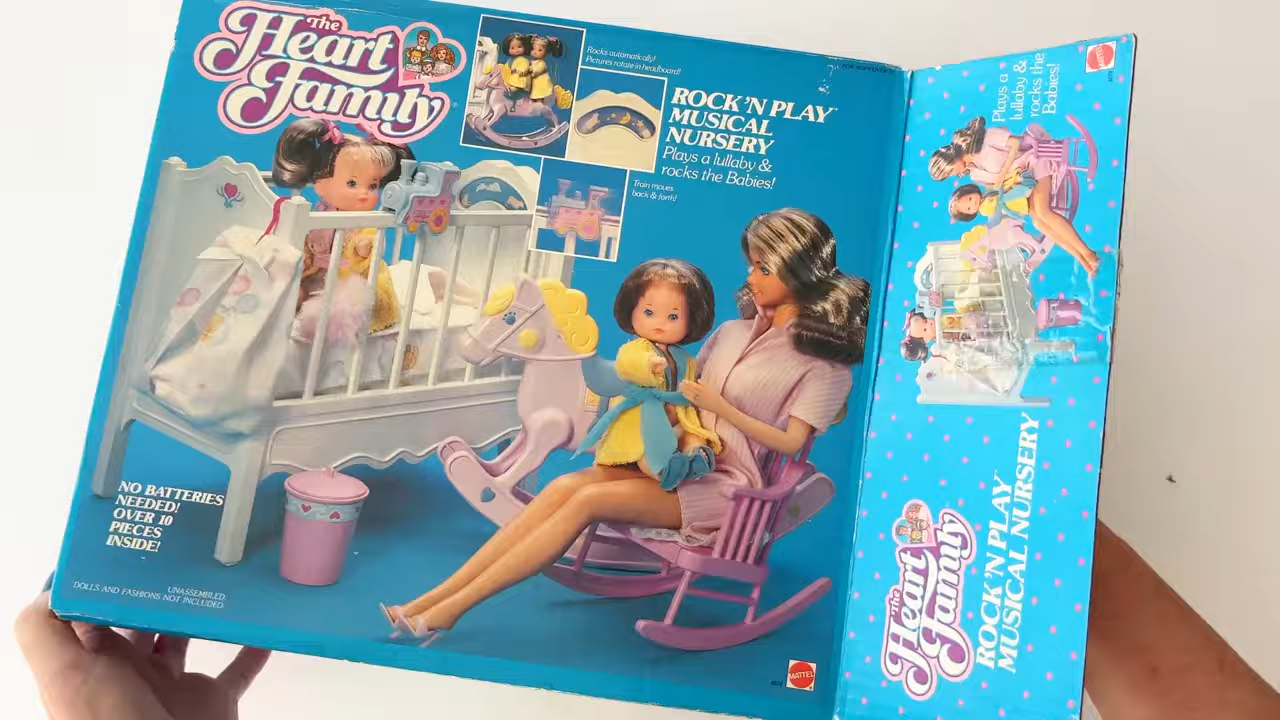 The
Heart
Family
Rocks automatically!
Pictures rotate in headboard!
ROCK 'N PLAY™
MUSICAL
NURSERY
Plays a lullaby &
rocks the Babies!
Train moves
back & forth!
NO BATTERIES
NEEDED!
OVER 10
PIECES
INSIDE!
UNASSEMBLED.
DOLLS AND FASHIONS NOT INCLUDED.
MATTEL
MATTEL
Plays a
lullaby &
rocks the
Babies!
The
Heart
Family
ROCK 'N PLAY™
MUSICAL NURSERY